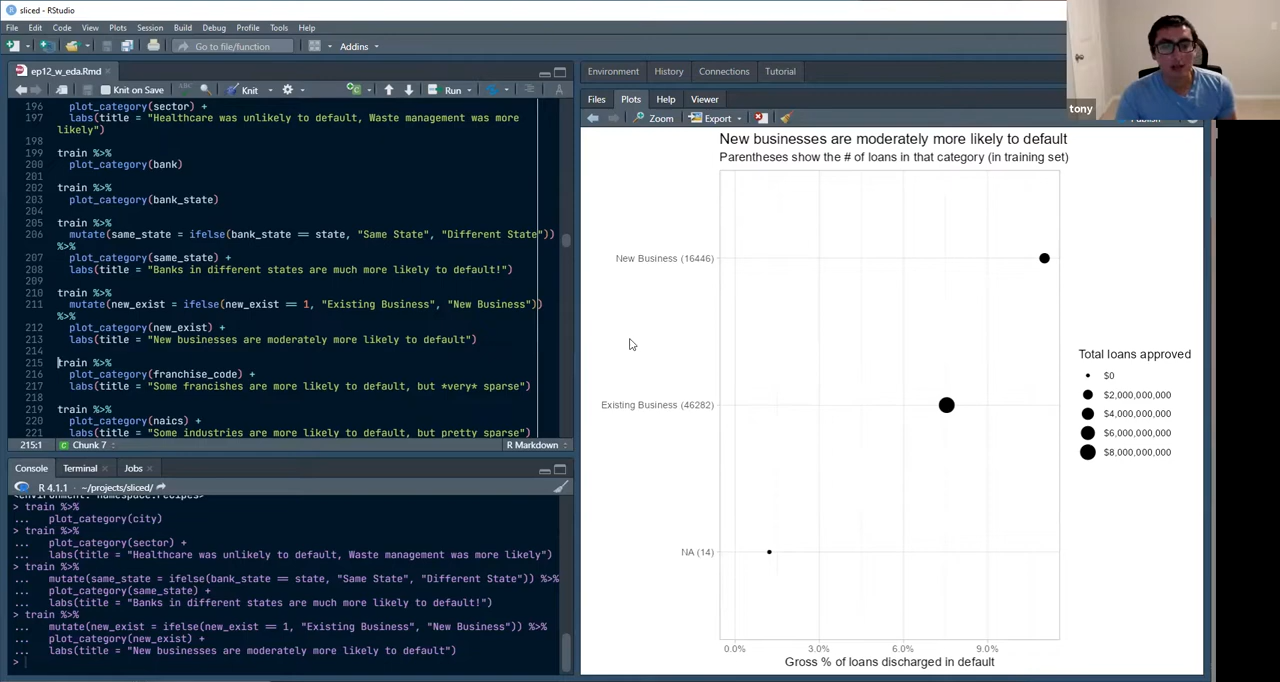 sliced - RStudio
File Edit Code View Plots Session Build Debug Profile Tools Help
Go to file/function Addins
ep12_w_eda.Rmd
Knit on Save Knit Run
196 plot_category(sector) +
197 labs(title = "Healthcare was unlikely to default, Waste management was more
likely")
198
199 train %>%
200 plot_category(bank)
201
202 train %>%
203 plot_category(bank_state)
204
205 train %>%
206 mutate(same_state = ifelse(bank_state == state, "Same State", "Different State"))
%>%
207 plot_category(same_state) +
208 labs(title = "Banks in different states are much more likely to default!")
209
210 train %>%
211 mutate(new_exist = ifelse(new_exist == 1, "Existing Business", "New Business"))
%>%
212 plot_category(new_exist) +
213 labs(title = "New businesses are moderately more likely to default")
214
215 train %>%
216 plot_category(franchise_code) +
217 labs(title = "Some francishes are more likely to default, but *very* sparse")
218
219 train %>%
220 plot_category(naics) +
221 labs(title = "Some industries are more likely to default, but pretty sparse")
215:1 Chunk 7 R Markdown
Console Terminal Jobs
R 4.1.1 · ~/projects/sliced/
<environment: namespace:recipes>
> train %>%
... plot_category(city)
> train %>%
... plot_category(sector) +
... labs(title = "Healthcare was unlikely to default, Waste management was more likely")
> train %>%
... mutate(same_state = ifelse(bank_state == state, "Same State", "Different State")) %>%
... plot_category(same_state) +
... labs(title = "Banks in different states are much more likely to default!")
> train %>%
... mutate(new_exist = ifelse(new_exist == 1, "Existing Business", "New Business")) %>%
... plot_category(new_exist) +
... labs(title = "New businesses are moderately more likely to default")
>
Environment History Connections Tutorial
Files Plots Help Viewer
Zoom Export Publish
tony
New businesses are moderately more likely to default
Parentheses show the # of loans in that category (in training set)
New Business (16446)
Existing Business (46282)
NA (14)
0.0% 3.0% 6.0% 9.0%
Gross % of loans discharged in default
Total loans approved
$0
$2,000,000,000
$4,000,000,000
$6,000,000,000
$8,000,000,000